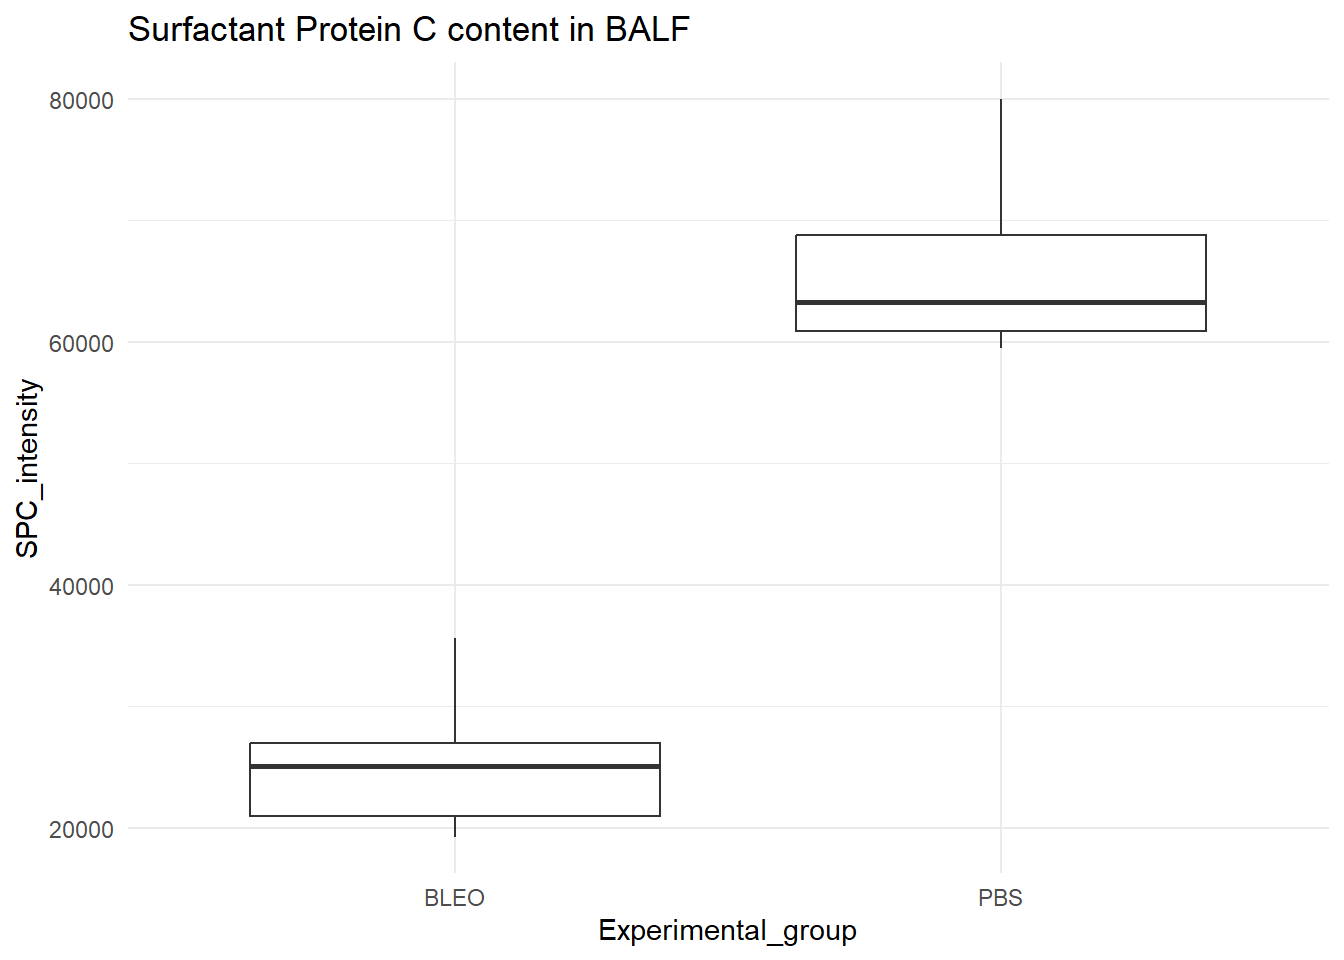 Surfactant Protein C content in BALF
80000
60000
40000
20000
SPC_intensity
BLEO
PBS
Experimental_group